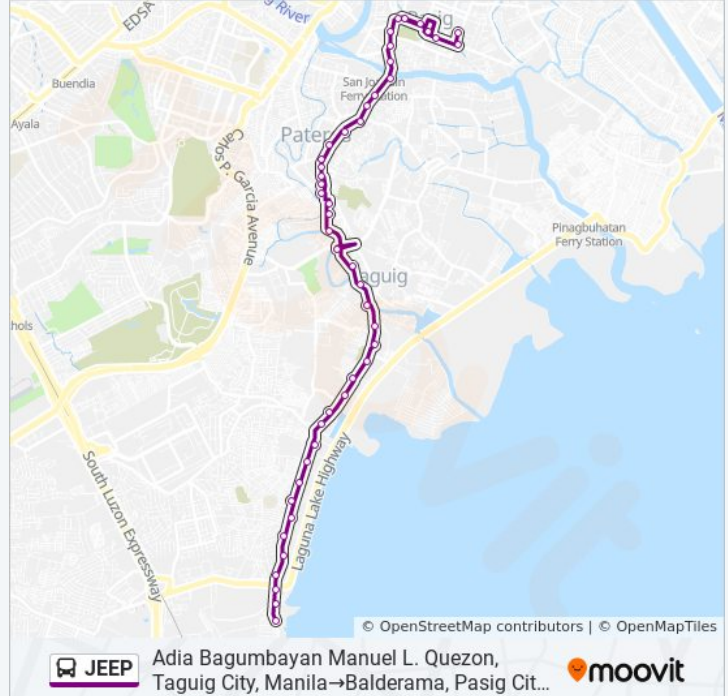 EDSA
River
Pasig
Buendia
San Joaquin
Ferry Station
Ayala
Pateros
Carlos P. Garcia Avenue
Pinagbuhatan
Ferry Station
Taguig
hols
South Luzon Expressway
Laguna Lake Highway
© OpenStreetMap contributors | © OpenMapTiles
JEEP
Adia Bagumbayan Manuel L. Quezon,
Taguig City, Manila→Balderama, Pasig Cit...
moovit